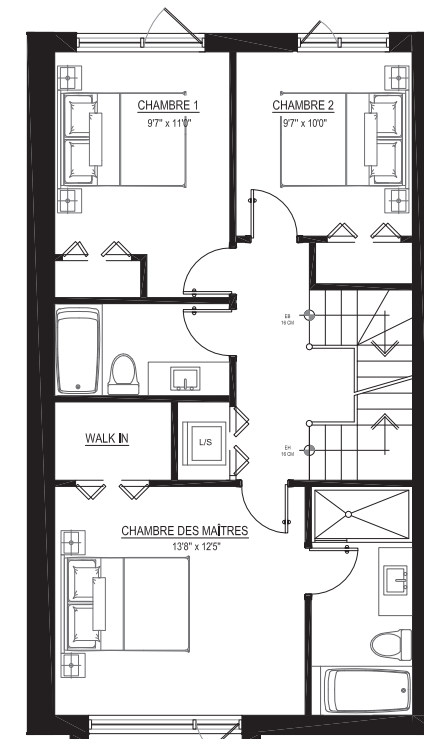 CHAMBRE 1
9'7" x 11'0"
CHAMBRE 2
9'7" x 10'0"
EB
16 CM
WALK IN
L/S
EH
16 CM
CHAMBRE DES MAÎTRES
13'8" x 12'5"